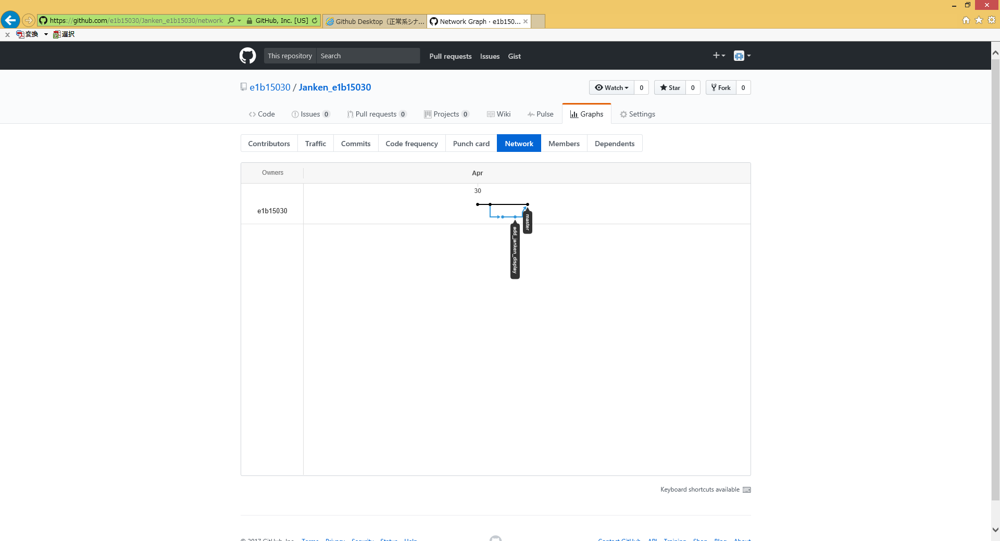 https://github.com/e1b15030/Janken_e1b15030/network
GitHub, Inc. [US]
Github Desktop（正常系シナ...
Network Graph · e1b150...
x 変換 選択
This repository Search Pull requests Issues Gist
e1b15030 / Janken_e1b15030
Watch 0 Star 0 Fork 0
Code Issues 0 Pull requests 0 Projects 0 Wiki Pulse Graphs Settings
Contributors Traffic Commits Code frequency Punch card Network Members Dependents
Owners Apr
30
e1b15030
master
add_janken_display
Keyboard shortcuts available
© 2017 GitHub, Inc. Terms Privacy Security Status Help Contact GitHub API Training Shop Blog About